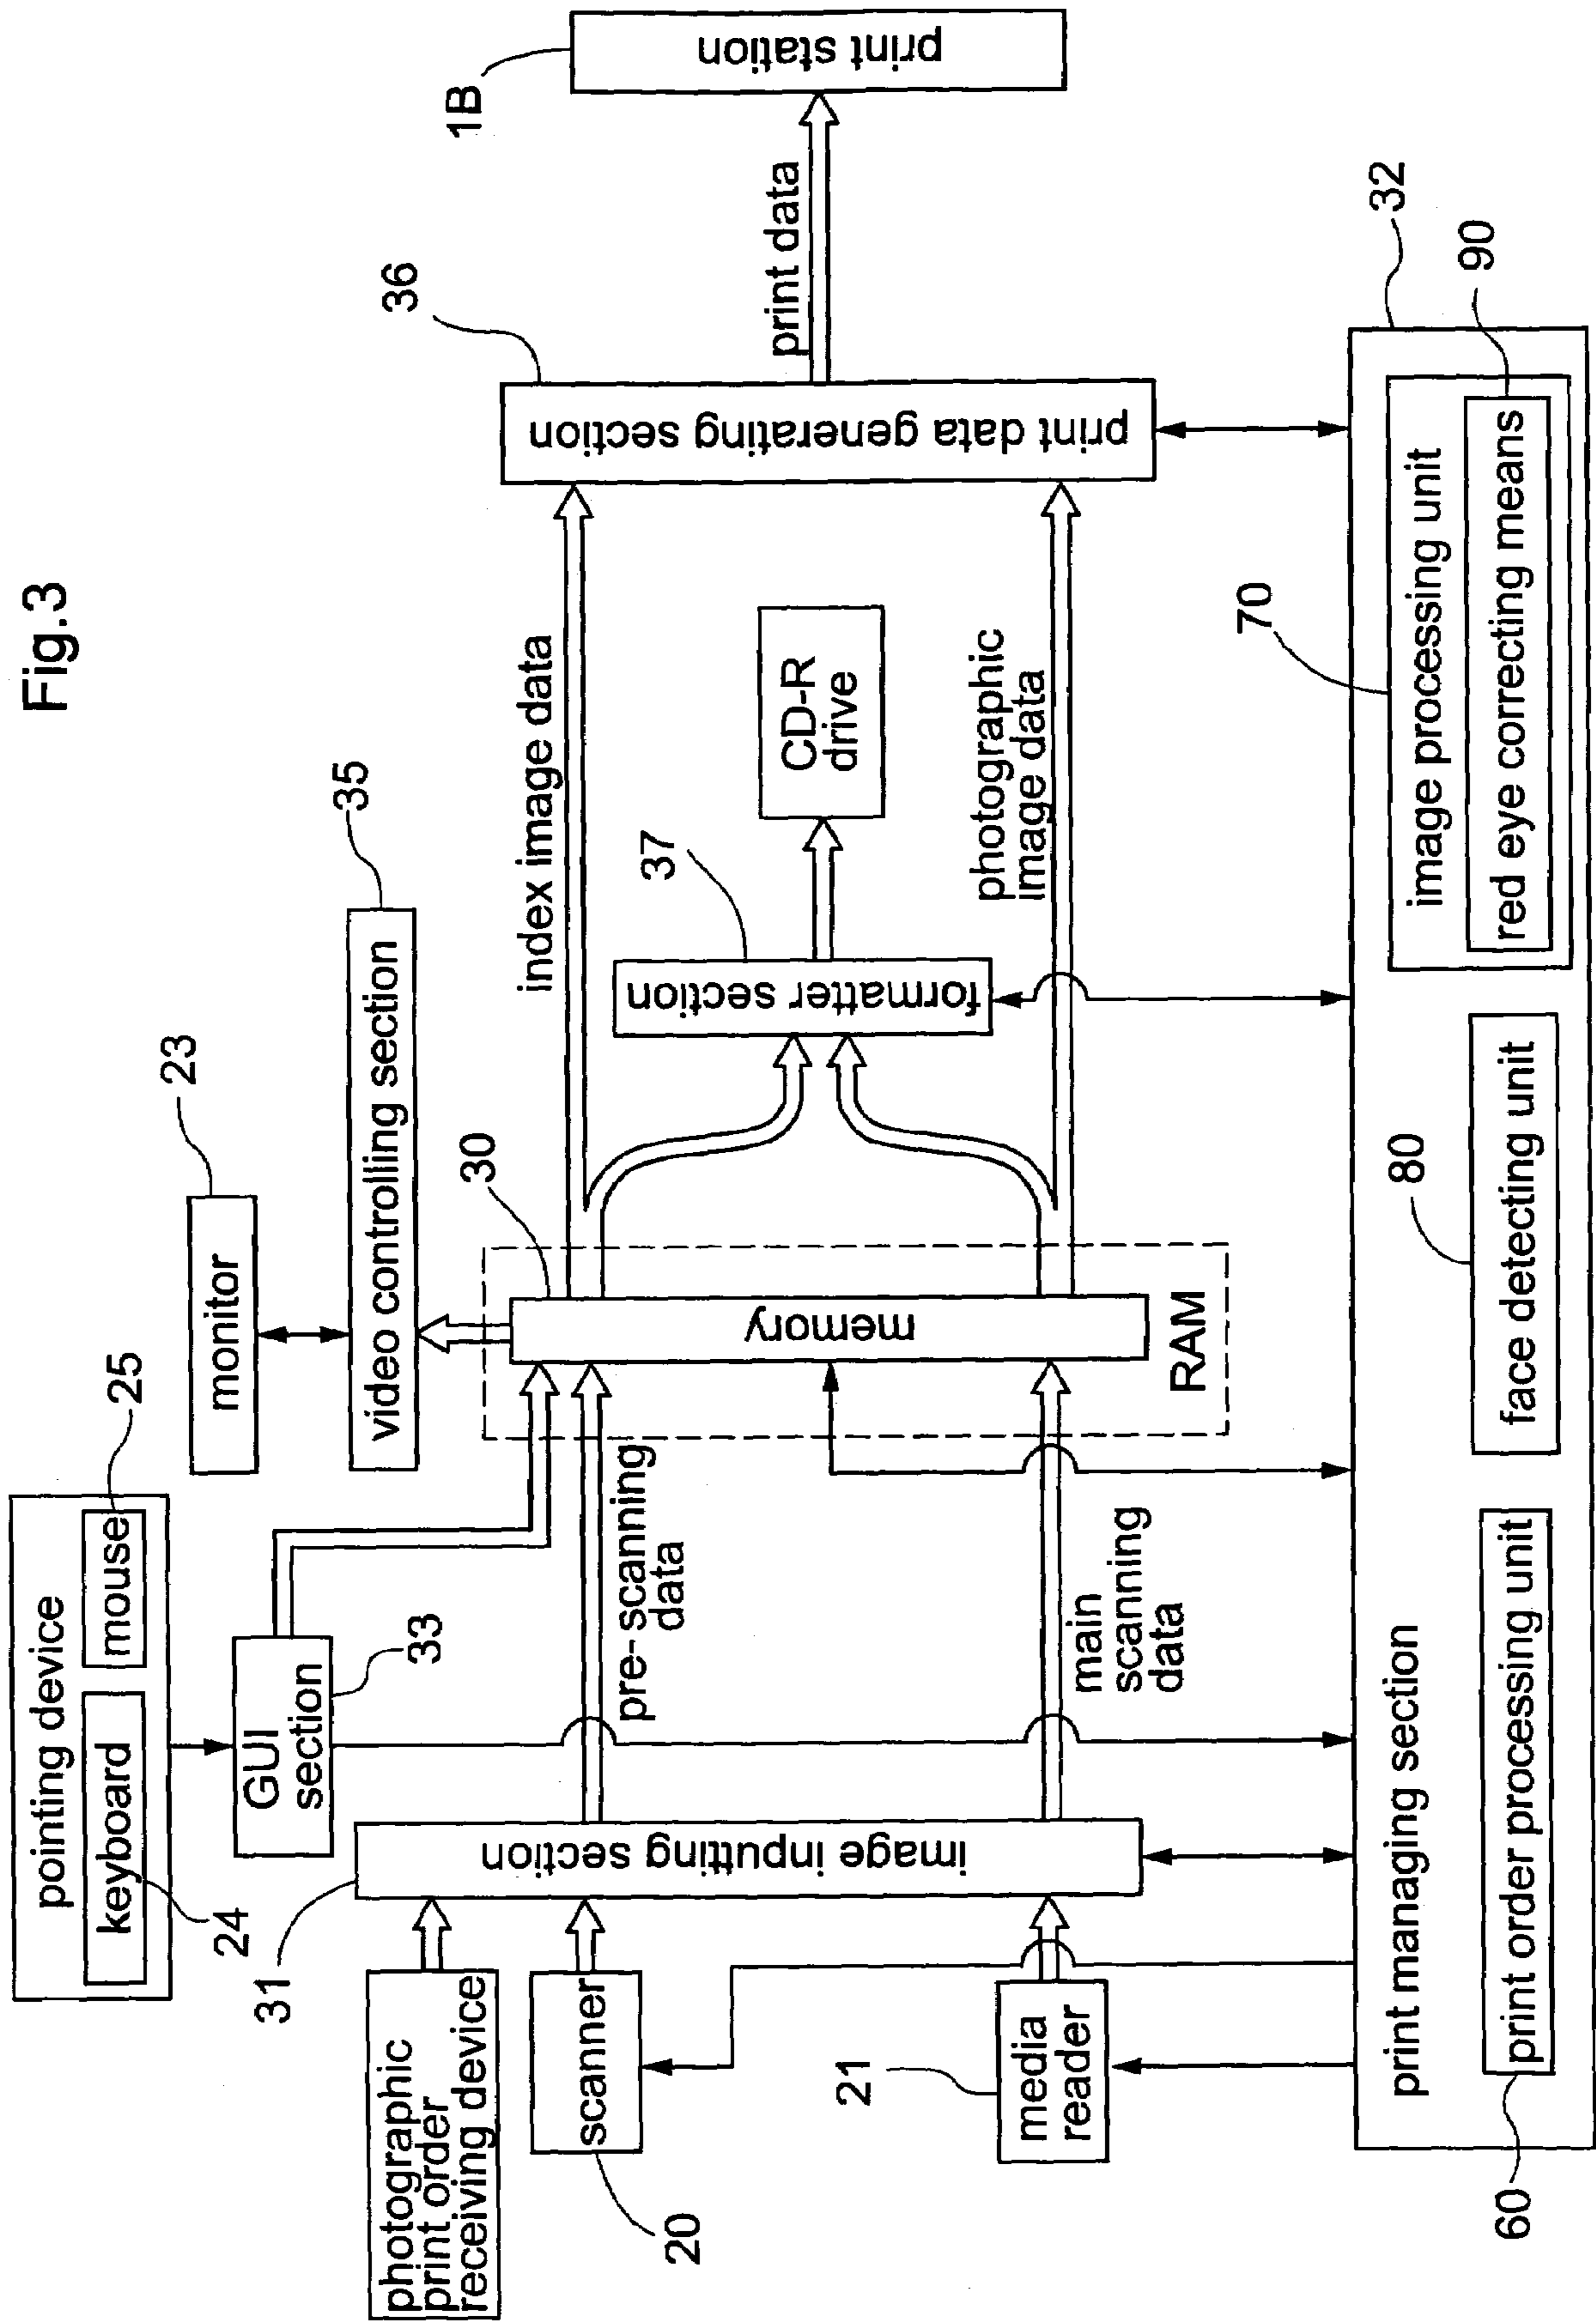 Fig.3
pointing device
keyboard
mouse
24
25
GUI
section
33
monitor
23
video controlling section
35
photographic
print order
receiving device
31
image inputting section
scanner
20
media
reader
21
pre-scanning
data
main
scanning
data
30
memory
RAM
index image data
photographic
image data
37
formatter section
CD-R
drive
36
print data generating section
print data
1B
print station
print managing section
32
print order processing unit
60
face detecting unit
80
image processing unit
70
red eye correcting means
90